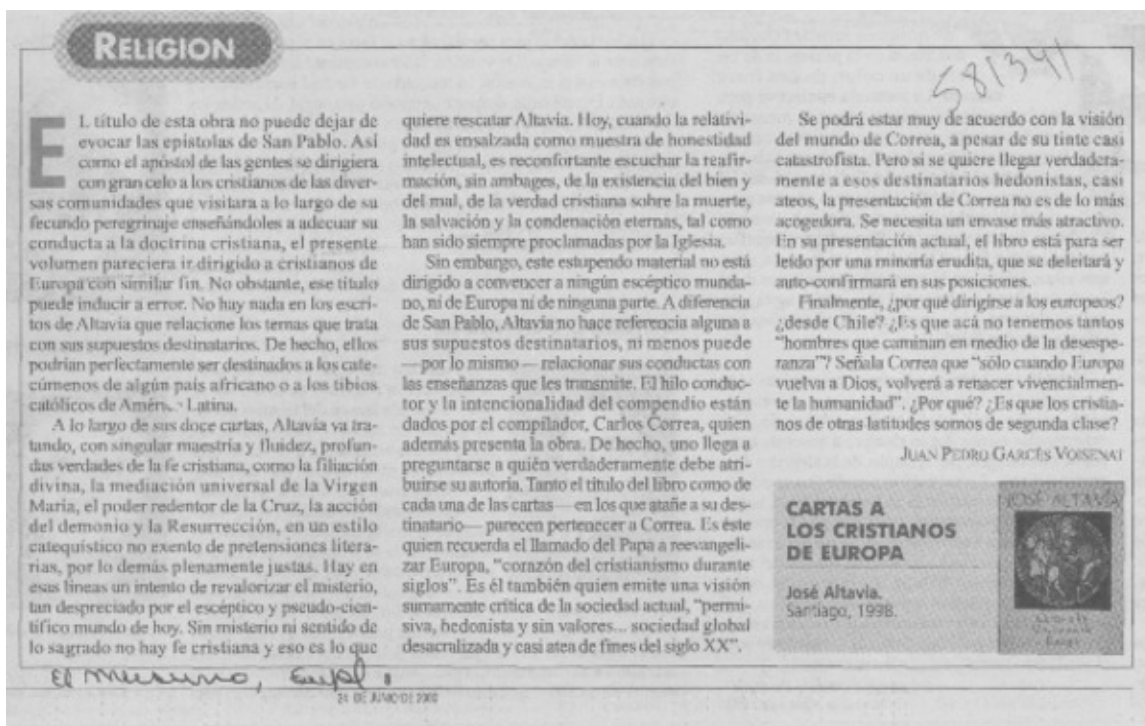 RELIGION
581341
EL título de esta obra no puede dejar de
evocar las epístolas de San Pablo. Así
como el apóstol de las gentes se dirigiera
con gran celo a los cristianos de las diver-
sas comunidades que visitara a lo largo de su
fecundo peregrinaje enseñándoles a adecuar su
conducta a la doctrina cristiana, el presente
volumen pareciera ir dirigido a cristianos de
Europa con similar fin. No obstante, ese título
puede inducir a error. No hay nada en los escri-
tos de Altavía que relacione los temas que trata
con sus supuestos destinatarios. De hecho, ellos
podrían perfectamente ser destinados a los cate-
cúmenos de algún país africano o a los tibios
católicos de Latina.
A lo largo de sus doce cartas, Altavía va tra-
tando, con singular maestría y fluidez, profun-
das verdades de la fe cristiana, como la filiación
divina, la mediación universal de la Virgen
María, el poder redentor de la Cruz, la acción
del demonio y la Resurrección, en un estilo
catequístico no exento de pretensiones litera-
rias, por lo demás plenamente justas. Hay en
esas líneas un intento de revalorizar el misterio,
tan despreciado por el escéptico y pseudo-cien-
tífico mundo de hoy. Sin misterio ni sentido de
lo sagrado no hay fe cristiana y eso es lo que
quiere rescatar Altavía. Hoy, cuando la relativi-
dad es ensalzada como muestra de honestidad
intelectual, es reconfortante escuchar la reafir-
mación, sin ambages, de la existencia del bien y
del mal, de la verdad cristiana sobre la muerte,
la salvación y la condenación eternas, tal como
han sido siempre proclamadas por la Iglesia.
Sin embargo, este estupendo material no está
dirigido a convencer a ningún escéptico munda-
no, ni de Europa ni de ninguna parte. A diferencia
de San Pablo, Altavía no hace referencia alguna a
sus supuestos destinatarios, ni menos puede
—por lo mismo— relacionar sus conductas con
las enseñanzas que les transmite. El hilo conduc-
tor y la intencionalidad del compendio están
dados por el compilador, Carlos Correa, quien
además presenta la obra. De hecho, uno llega a
preguntarse a quién verdaderamente debe atri-
buirse su autoría. Tanto el título del libro como de
cada una de las cartas —en los que atañe a su des-
tinatario— parecen pertenecer a Correa. Es éste
quien recuerda el llamado del Papa a reevangeli-
zar Europa, "corazón del cristianismo durante
siglos". Es él también quien emite una visión
sumamente crítica de la sociedad actual, "permi-
siva, hedonista y sin valores... sociedad global
desacralizada y casi atea de fines del siglo XX".
Se podrá estar muy de acuerdo con la visión
del mundo de Correa, a pesar de su tinte casi
catastrofista. Pero si se quiere llegar verdadera-
mente a esos destinatarios hedonistas, casi
ateos, la presentación de Correa no es de lo más
acogedora. Se necesita un envase más atractivo.
En su presentación actual, el libro está para ser
leído por una minoría erudita, que se deleitará y
auto-confirmará en sus posiciones.
Finalmente, ¿por qué dirigirse a los europeos?
¿desde Chile? ¿Es que acá no tenemos tantos
"hombres que caminan en medio de la desespe-
ranza"? Señala Correa que "sólo cuando Europa
vuelva a Dios, volverá a renacer vivencialmen-
te la humanidad". ¿Por qué? ¿Es que los cristia-
nos de otras latitudes somos de segunda clase?
JUAN PEDRO GARCÉS VOISENAT
CARTAS A
LOS CRISTIANOS
DE EUROPA
José Altavía.
Santiago, 1998.
JOSÉ ALTAVÍA
El Mercurio, Supl.
24 DE JUNIO DE 2000